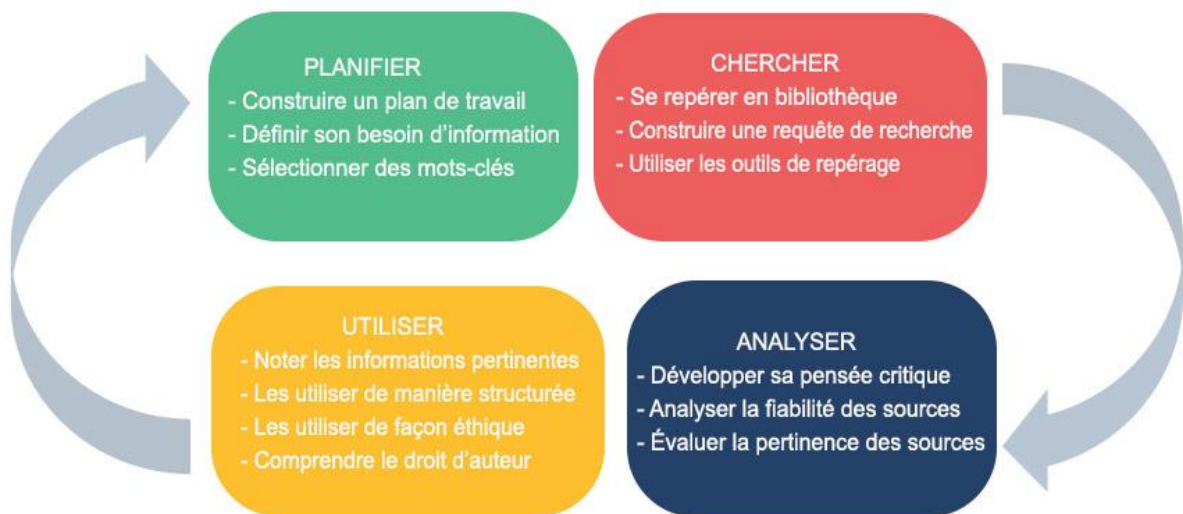 PLANIFIER
- Construire un plan de travail
- Définir son besoin d'information
- Sélectionner des mots-clés
CHERCHER
- Se repérer en bibliothèque
- Construire une requête de recherche
- Utiliser les outils de repérage
UTILISER
- Noter les informations pertinentes
- Les utiliser de manière structurée
- Les utiliser de façon éthique
- Comprendre le droit d'auteur
ANALYSER
- Développer sa pensée critique
- Analyser la fiabilité des sources
- Évaluer la pertinence des sources